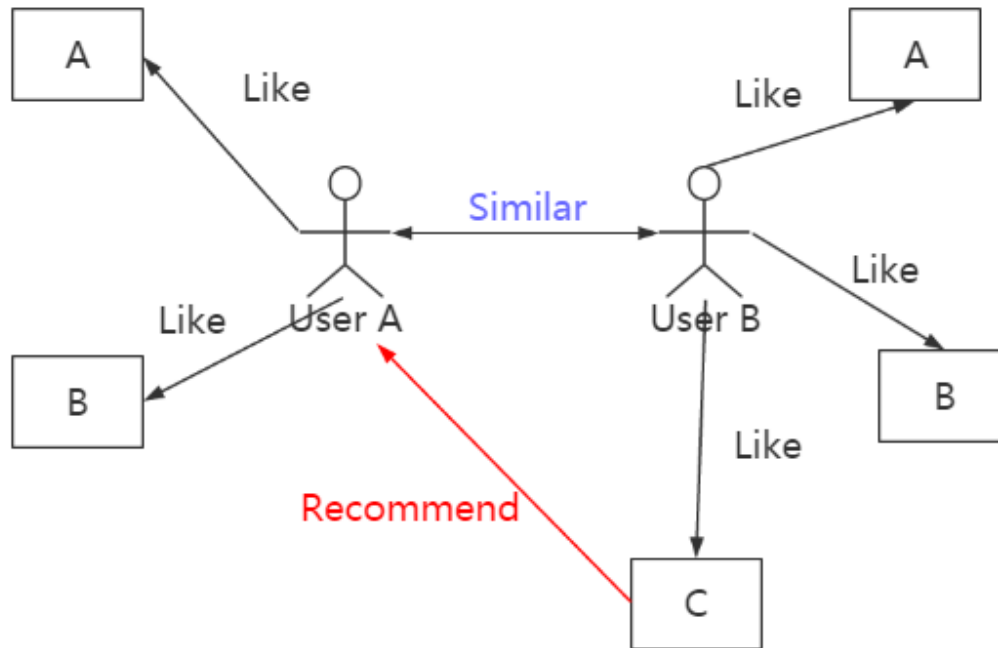 A
Like
A
Like
Similar
Like
Like
User A
User B
B
B
Like
Recommend
C